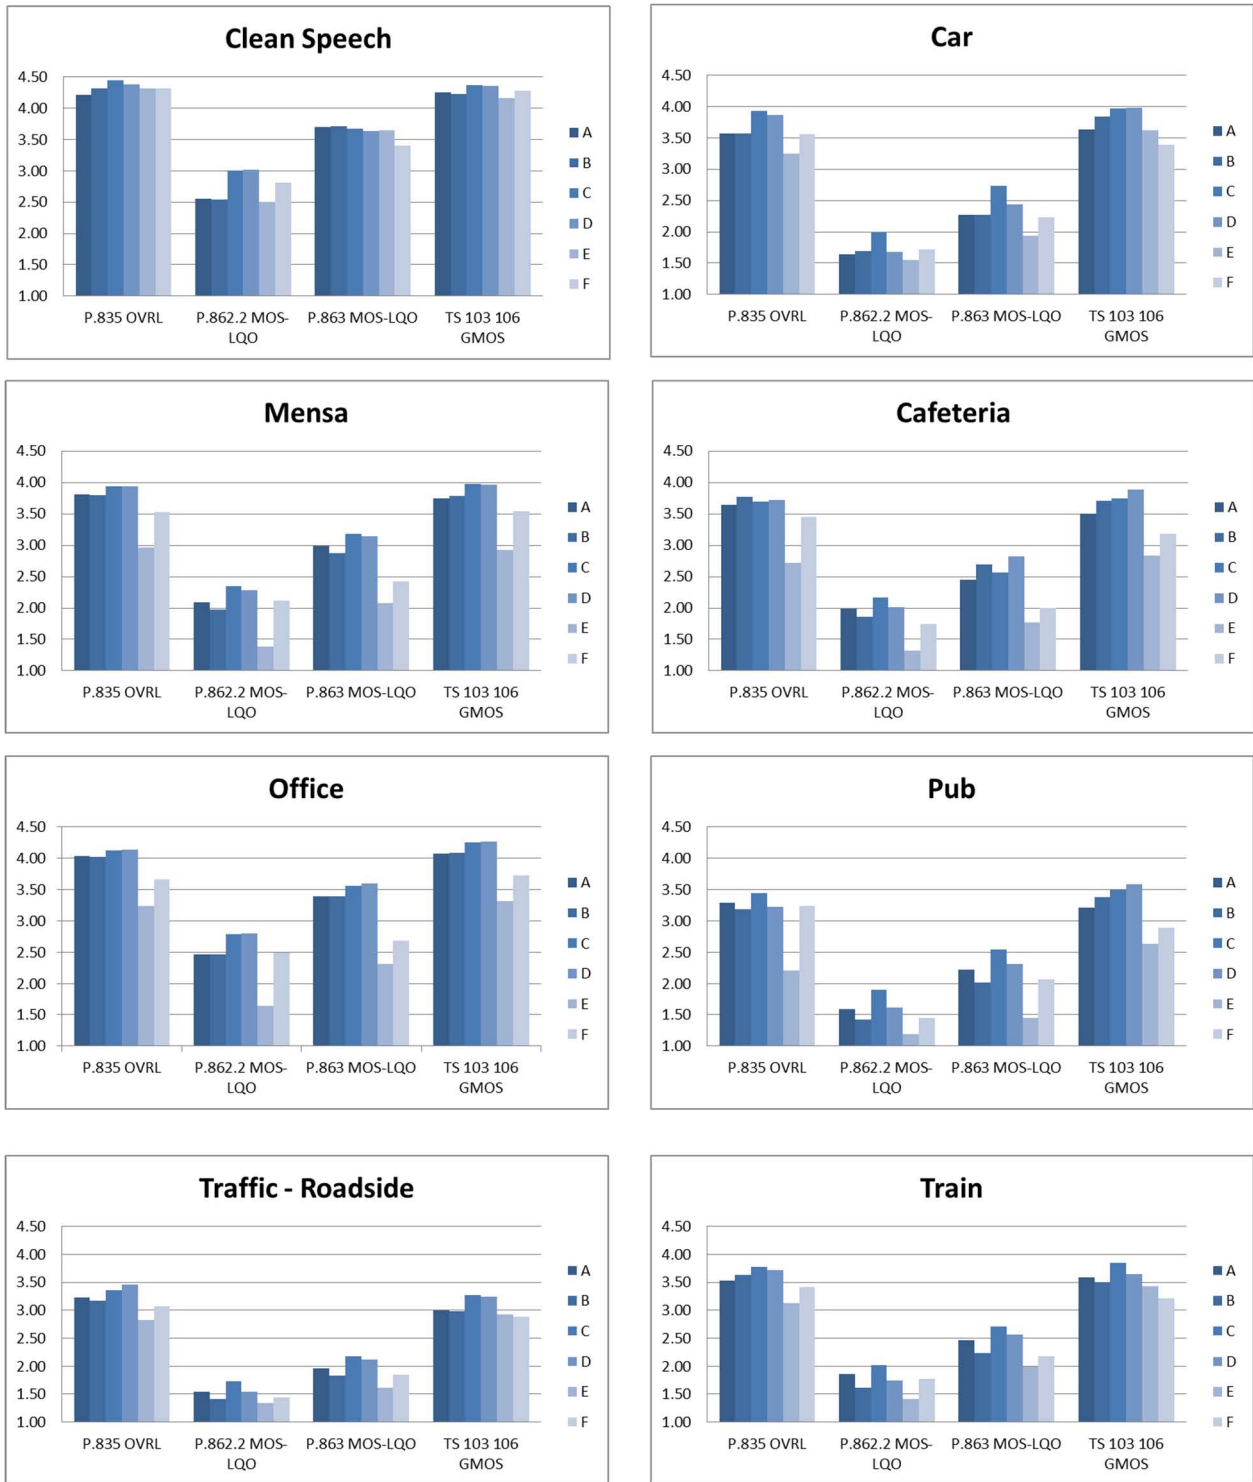 Clean Speech
4.50
4.00
3.50
3.00
2.50
2.00
1.50
1.00
P.835 OVRL
P.862.2 MOS-
LQO
P.863 MOS-LQO
TS 103 106
GMOS
A
B
C
D
E
F
Car
4.50
4.00
3.50
3.00
2.50
2.00
1.50
1.00
P.835 OVRL
P.862.2 MOS-
LQO
P.863 MOS-LQO
TS 103 106
GMOS
A
B
C
D
E
F
Mensa
4.50
4.00
3.50
3.00
2.50
2.00
1.50
1.00
P.835 OVRL
P.862.2 MOS-
LQO
P.863 MOS-LQO
TS 103 106
GMOS
A
B
C
D
E
F
Cafeteria
4.50
4.00
3.50
3.00
2.50
2.00
1.50
1.00
P.835 OVRL
P.862.2 MOS-
LQO
P.863 MOS-LQO
TS 103 106
GMOS
A
B
C
D
E
F
Office
4.50
4.00
3.50
3.00
2.50
2.00
1.50
1.00
P.835 OVRL
P.862.2 MOS-
LQO
P.863 MOS-LQO
TS 103 106
GMOS
A
B
C
D
E
F
Pub
4.50
4.00
3.50
3.00
2.50
2.00
1.50
1.00
P.835 OVRL
P.862.2 MOS-
LQO
P.863 MOS-LQO
TS 103 106
GMOS
A
B
C
D
E
F
Traffic - Roadside
4.50
4.00
3.50
3.00
2.50
2.00
1.50
1.00
P.835 OVRL
P.862.2 MOS-
LQO
P.863 MOS-LQO
TS 103 106
GMOS
A
B
C
D
E
F
Train
4.50
4.00
3.50
3.00
2.50
2.00
1.50
1.00
P.835 OVRL
P.862.2 MOS-
LQO
P.863 MOS-LQO
TS 103 106
GMOS
A
B
C
D
E
F